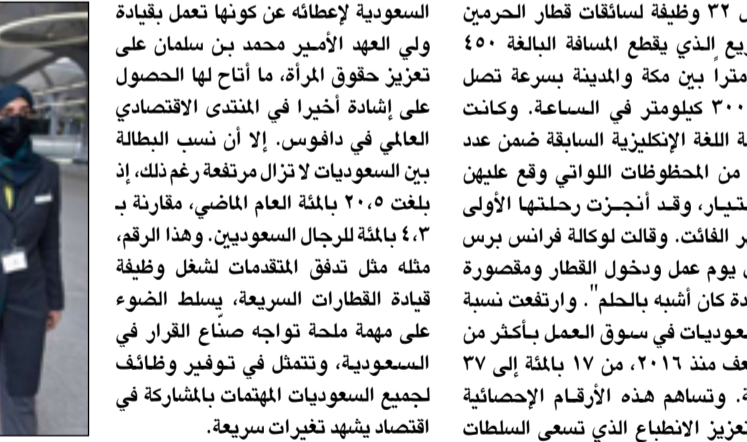 ٣٢ وظيفة لسائقات قطار الحرمين
الذي يقطع المسافة البالغة ٤٥٠
بين مكة والمدينة بسرعة تصل
٣٠٠ كيلومتر في الساعة. وكانت
اللغة الإنكليزية السابقة ضمن عدد
من المحظوظات اللواتي وقع عليهن
وقد أنجزت رحلتها الأولى
الفائت. وقالت لوكالة فرانس برس
يوم عمل ودخول القطار ومقصورة
كان أشبه بالحلم". وارتفعت نسبة
في سوق العمل بأكثر من
منذ ٢٠١٦، من ١٧ بالمئة إلى ٣٧
وتساهم هذه الأرقام الإحصائية
تعزيز الانطباع الذي تسعى السلطات
السعودية لإعطائه عن كونها تعمل بقيادة
ولي العهد الأمير محمد بن سلمان على
تعزيز حقوق المرأة، ما أتاح لها الحصول
على إشادة أخيرا في المنتدى الاقتصادي
العالمي في دافوس. إلا أن نسب البطالة
بين السعوديات لا تزال مرتفعة رغم ذلك، إذ
بلغت ٢٠,٥ بالمئة العام الماضي، مقارنة بـ
٤,٣ بالمئة للرجال السعوديين. وهذا الرقم،
مثله مثل تدفق المتقدمات لشغل وظيفة
قيادة القطارات السريعة، يسلط الضوء
على مهمة ملحة تواجه صنّاع القرار في
السعودية، وتتمثل في توفير وظائف
لجميع السعوديات المهتمات بالمشاركة في
اقتصاد يشهد تغيرات سريعة.